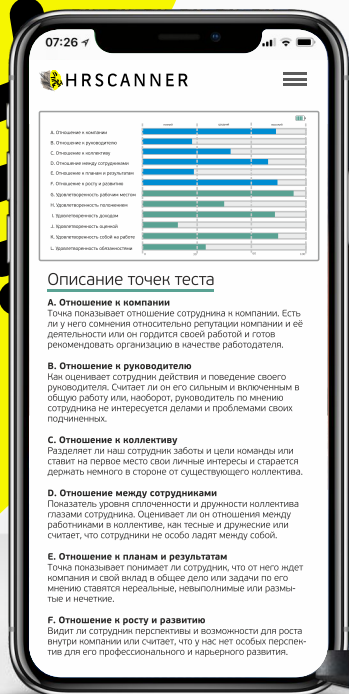 07:26
HRSCANNER
A. Отношение к компании
B. Отношение к руководителю
C. Отношение к коллективу
D. Отношение между сотрудниками
E. Отношение к планам и результатам
F. Отношение к росту и развитию
G. Удовлетворенность рабочим местом
H. Удовлетворенность положением
I. Удовлетворенность доходом
J. Удовлетворенность оценкой
K. Удовлетворенность собой на работе
L. Удовлетворенность обязанностями
Описание точек теста
A. Отношение к компании
Точка показывает отношение сотрудника к компании. Есть
ли у него сомнения относительно репутации компании и её
деятельности или он гордится своей работой и готов
рекомендовать организацию в качестве работодателя.
B. Отношение к руководителю
Как оценивает сотрудник действия и поведение своего
руководителя. Считает ли он его сильным и включенным в
общую работу или, наоборот, руководитель по мнению
сотрудника не интересуется делами и проблемами своих
подчиненных.
C. Отношение к коллективу
Разделяет ли наш сотрудник заботы и цели команды или
ставит на первое место свои личные интересы и старается
держать немного в стороне от существующего коллектива.
D. Отношение между сотрудниками
Показатель уровня сплоченности и дружности коллектива
глазами сотрудника. Оценивает ли он отношения между
работниками в коллективе, как тесные и дружеские или
считает, что сотрудники не особо ладят между собой.
E. Отношение к планам и результатам
Точка показывает понимает ли сотрудник, что от него ждет
компания и свой вклад в общее дело или задачи по его
мнению ставятся нереальные, невыполнимые или размы-
тые и нечеткие.
F. Отношение к росту и развитию
Видит ли сотрудник перспективы и возможности для роста
внутри компании или считает, что у нас нет особых перспек-
тив для его профессионального и карьерного развития.